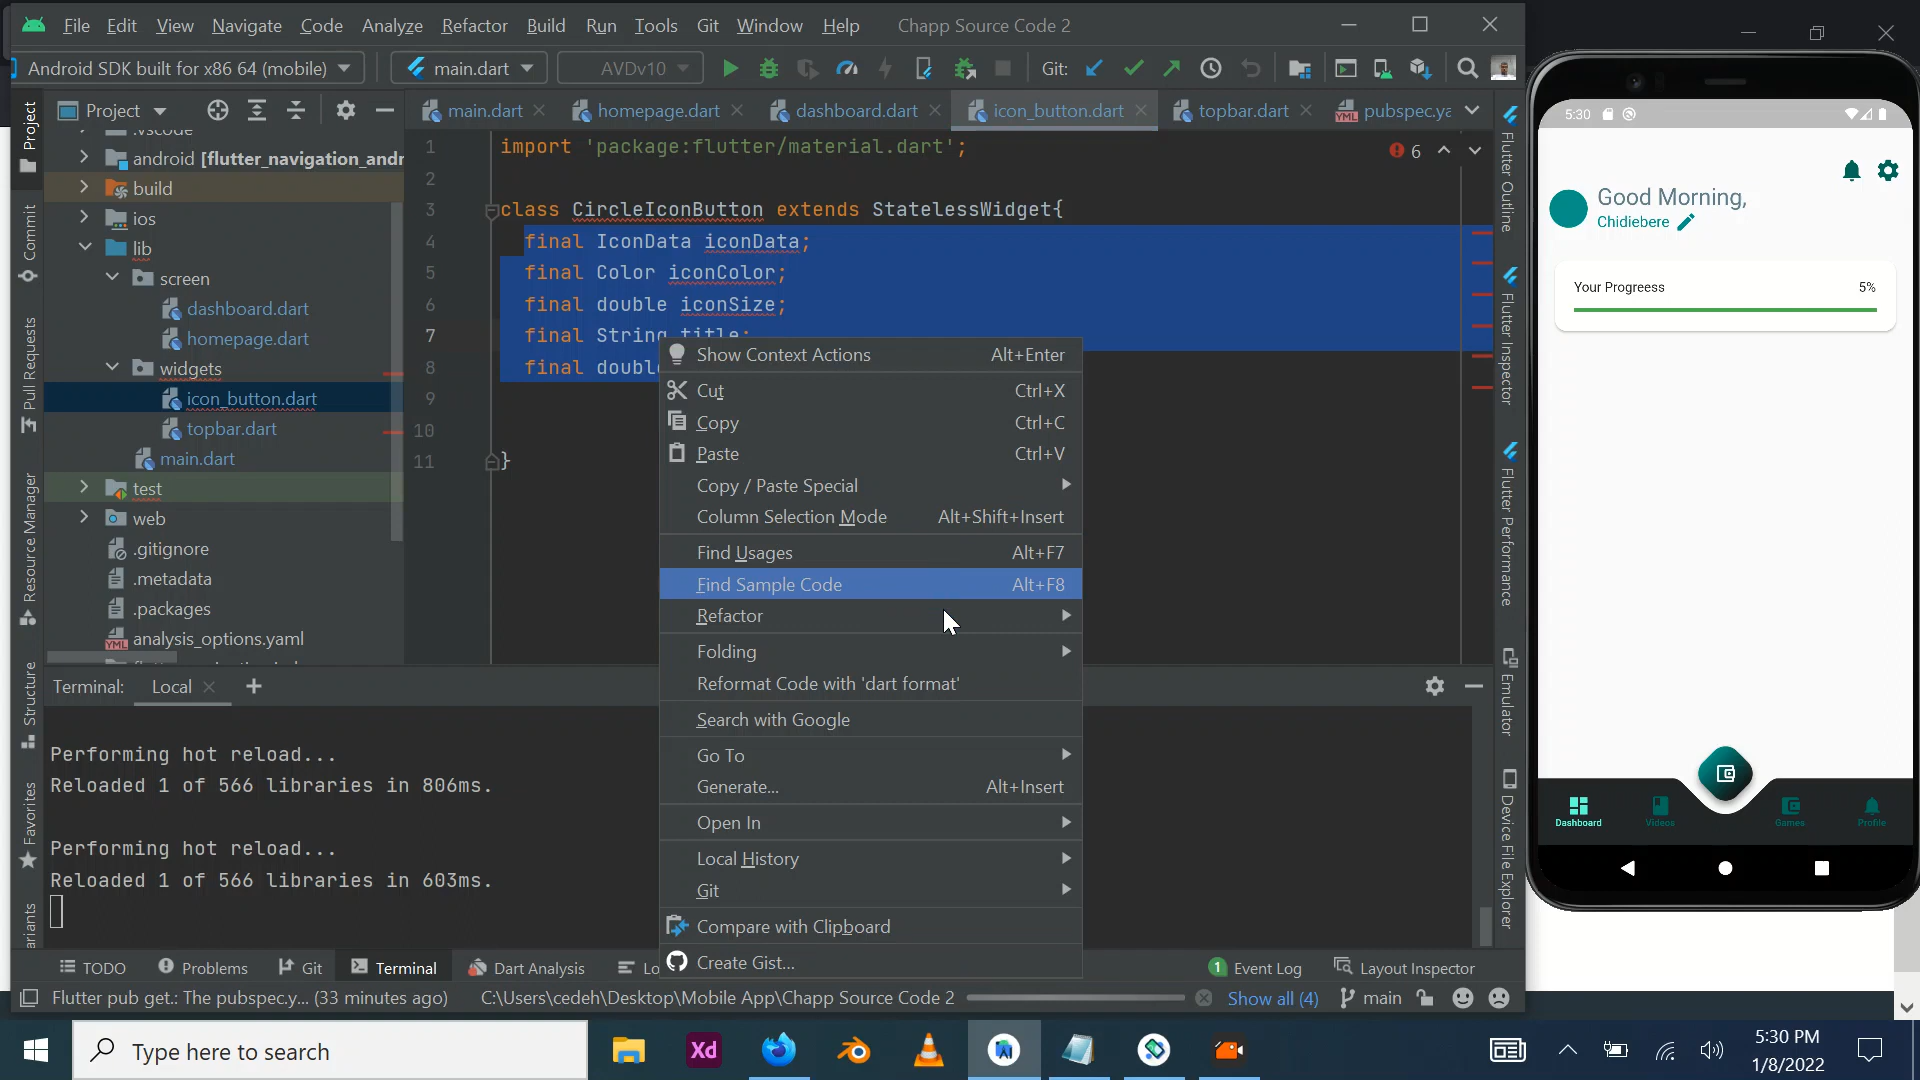 File Edit View Navigate Code Analyze Refactor Build Run Tools Git Window Help Chapp Source Code 2
Android SDK built for x86 64 (mobile) main.dart AVDv10 Git:
Project
main.dart homepage.dart dashboard.dart icon_button.dart topbar.dart pubspec.ya
.vscode
android [flutter_navigation_andr
build
ios
lib
screen
dashboard.dart
homepage.dart
widgets
icon_button.dart
topbar.dart
main.dart
test
web
.gitignore
.metadata
.packages
analysis_options.yaml
1 import 'package:flutter/material.dart';
6
2
3 class CircleIconButton extends StatelessWidget{
4 final IconData iconData;
5 final Color iconColor;
6 final double iconSize;
7 final String title;
8 final double
9
10
11 }
Show Context Actions Alt+Enter
Cut Ctrl+X
Copy Ctrl+C
Paste Ctrl+V
Copy / Paste Special
Column Selection Mode Alt+Shift+Insert
Find Usages Alt+F7
Find Sample Code Alt+F8
Refactor
Folding
Reformat Code with 'dart format'
Search with Google
Go To
Generate... Alt+Insert
Open In
Local History
Git
Compare with Clipboard
Create Gist...
Terminal: Local
Performing hot reload...
Reloaded 1 of 566 libraries in 806ms.
Performing hot reload...
Reloaded 1 of 566 libraries in 603ms.
TODO Problems Git Terminal Dart Analysis Lo 1 Event Log Layout Inspector
Flutter pub get.: The pubspec.y... (33 minutes ago) C:\Users\cedeh\Desktop\Mobile App\Chapp Source Code 2 Show all (4) main
Project
Commit
Pull Requests
Resource Manager
Structure
Favorites
ariants
Flutter Outline
Flutter Inspector
Flutter Performance
Emulator
Device File Explorer
5:30
Good Morning,
Chidiebere
Your Progreess 5%
Dashboard Videos Games Profile
Type here to search
Xd
5:30 PM
1/8/2022